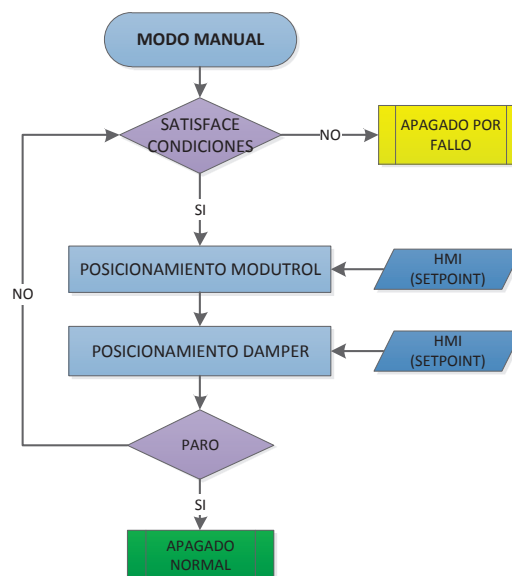 MODO MANUAL
SATISFACE
CONDICIONES
NO
APAGADO POR
FALLO
SI
POSICIONAMIENTO MODUTROL
HMI
(SETPOINT)
NO
POSICIONAMIENTO DAMPER
HMI
(SETPOINT)
PARO
SI
APAGADO
NORMAL